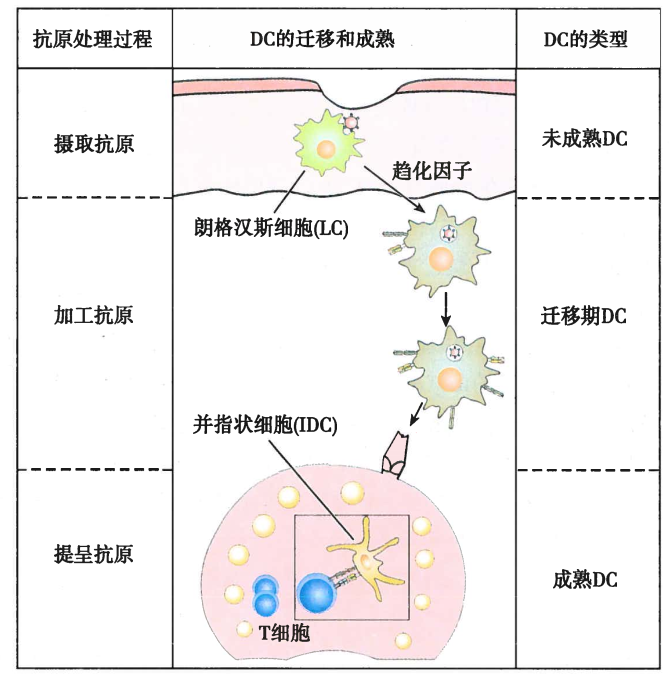 抗原处理过程
DC的迁移和成熟
DC的类型
摄取抗原
未成熟DC
趋化因子
朗格汉斯细胞(LC)
加工抗原
迁移期DC
并指状细胞(IDC)
提呈抗原
成熟DC
T细胞